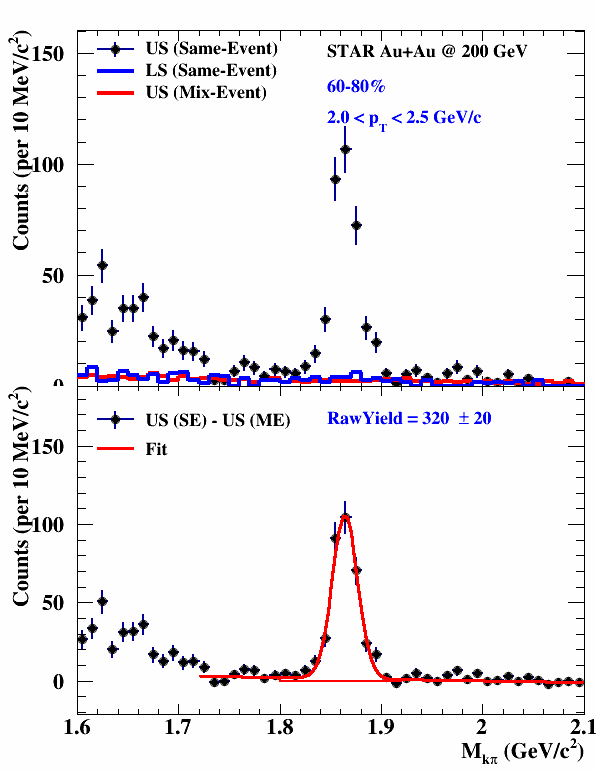 150
100
50
0
Counts (per 10 MeV/c²)
US (Same-Event)
LS (Same-Event)
US (Mix-Event)
STAR Au+Au @ 200 GeV
60-80%
2.0 < p_T < 2.5 GeV/c
150
100
50
0
Counts (per 10 MeV/c²)
US (SE) - US (ME)
Fit
RawYield = 320 ± 20
1.6 1.7 1.8 1.9 2 2.1
M_kπ (GeV/c²)